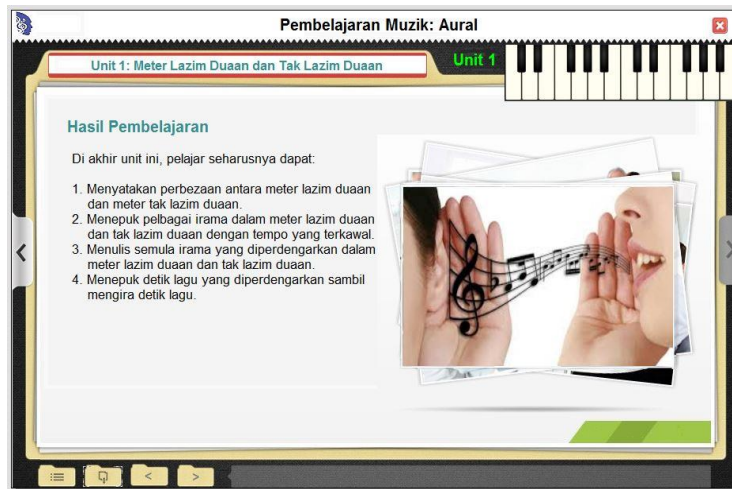 Pembelajaran Muzik: Aural
Unit 1: Meter Lazim Duaan dan Tak Lazim Duaan
Unit 1
Hasil Pembelajaran
Di akhir unit ini, pelajar seharusnya dapat:
1. Menyatakan perbezaan antara meter lazim duaan
dan meter tak lazim duaan.
2. Menepuk pelbagai irama dalam meter lazim duaan
dan tak lazim duaan dengan tempo yang terkawal.
3. Menulis semula irama yang diperdengarkan dalam
meter lazim duaan dan tak lazim duaan.
4. Menepuk detik lagu yang diperdengarkan sambil
mengira detik lagu.